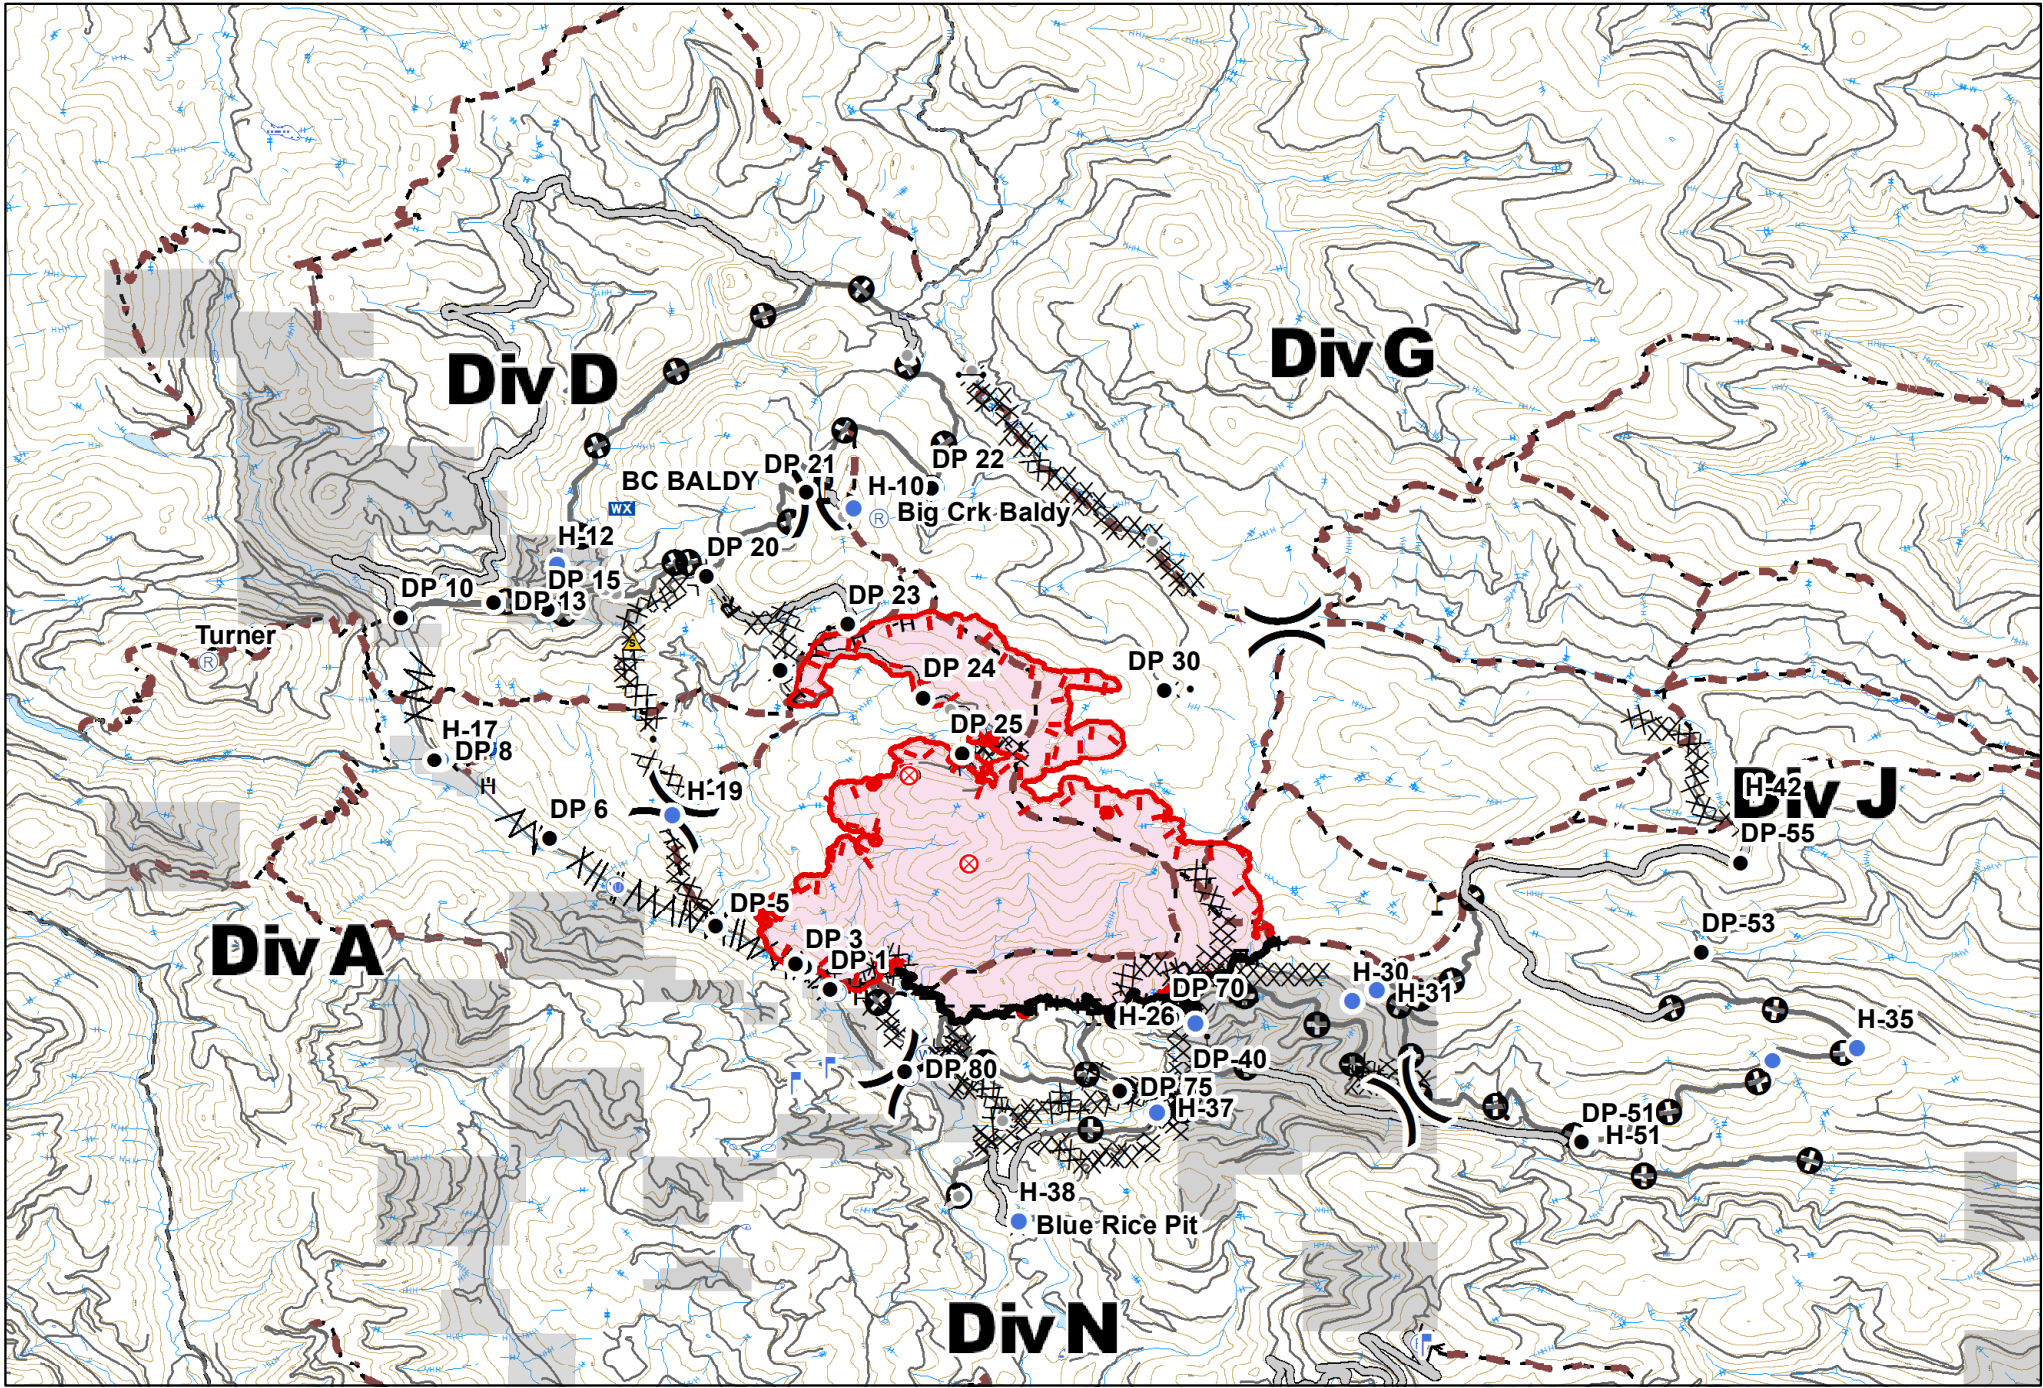 Div G
Div D
DP 21
DP 22
BC BALDY
H-10
WX
Big Crk Baldy
H-12
DP 20
DP 15
DP 10
DP 13
DP 23
Turner
R
R
S
DP 24
DP 30
H-17
DP 8
DP 25
H-19
H-42
Div J
DP 6
DP-55
U
DP-5
DP-53
DP 3
DP 1
Div A
H
H
H
DP 70
H-30
H-31
H-26
H-35
DP 80
DP-40
DP 75
H-37
DP-51
H-51
H-38
Blue Rice Pit
Div N